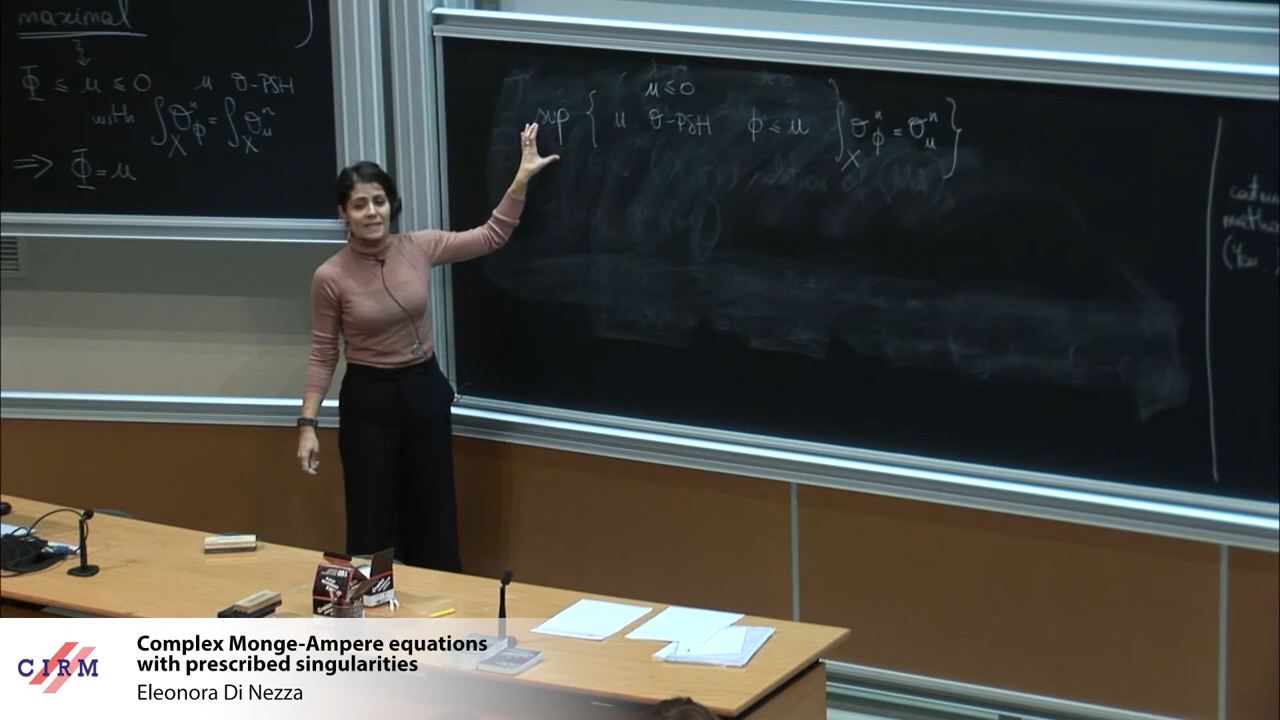 maximal
Φ ≤ u ≤ 0   u   θ-PSH
with ∫_X θ_ϕ^n = ∫_X θ_u^n
⇒ Φ = u
u ≤ 0
sup { u   θ-PSH   ϕ ≤ u   ∫_X θ_ϕ^n = θ_u^n }
CIRM
Complex Monge-Ampere equations
with prescribed singularities
Eleonora Di Nezza